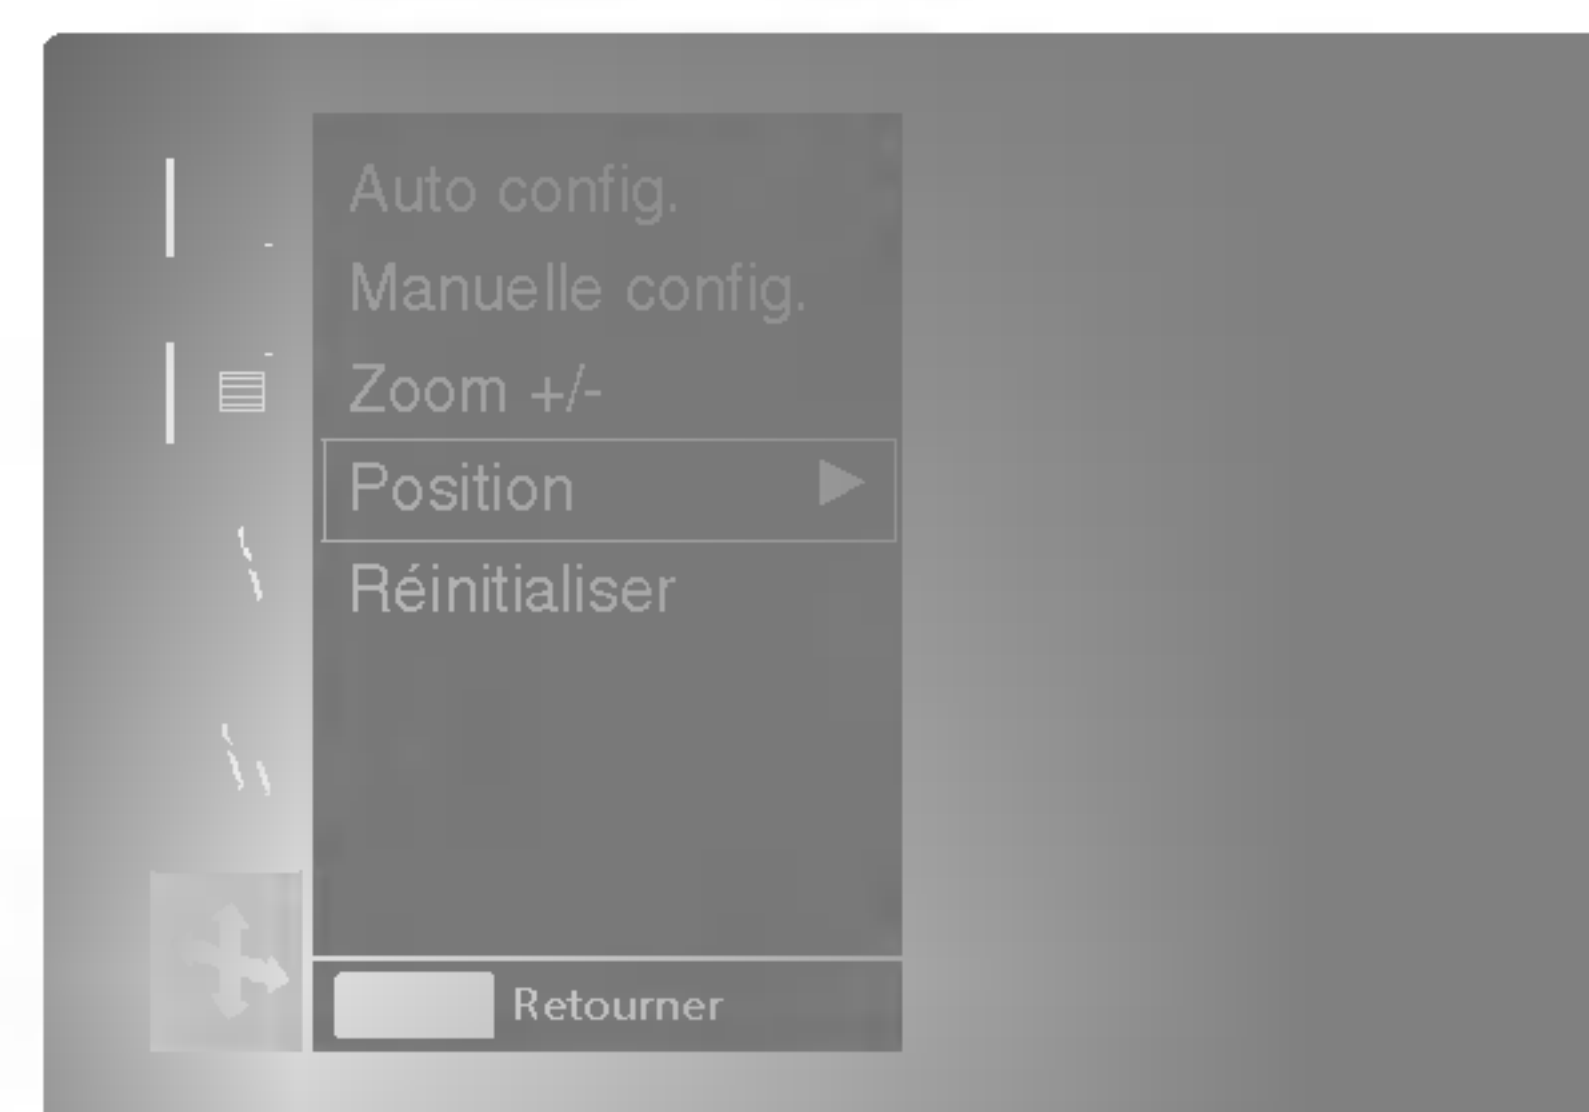 Auto config.
Manuelle config.
Zoom +/-
Position
Réinitialiser
Retourner